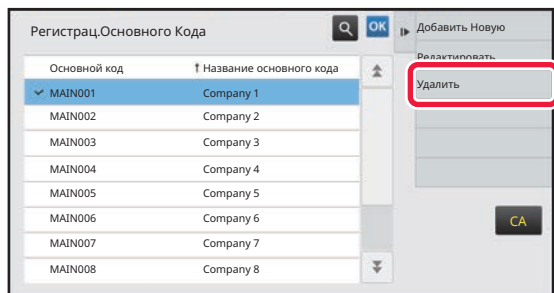 Регистрац.Основного Кода
OK
Добавить Новую
Редактировать
Удалить
Основной код
Название основного кода
MAIN001 Company 1
MAIN002 Company 2
MAIN003 Company 3
MAIN004 Company 4
MAIN005 Company 5
MAIN006 Company 6
MAIN007 Company 7
MAIN008 Company 8
CA